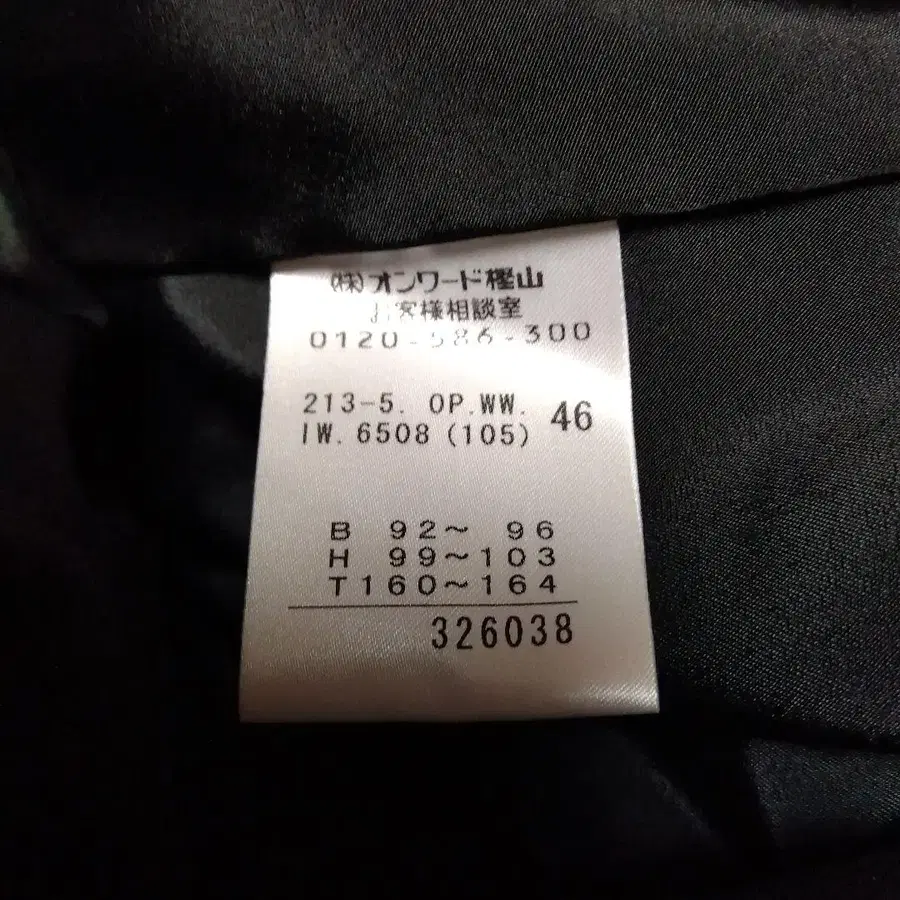 (株)オンワード樫山
お客様相談室
0120-586-300
213-5. OP.WW. 46
IW.6508 (105)
B 92〜 96
H 99〜103
T160〜164
326038